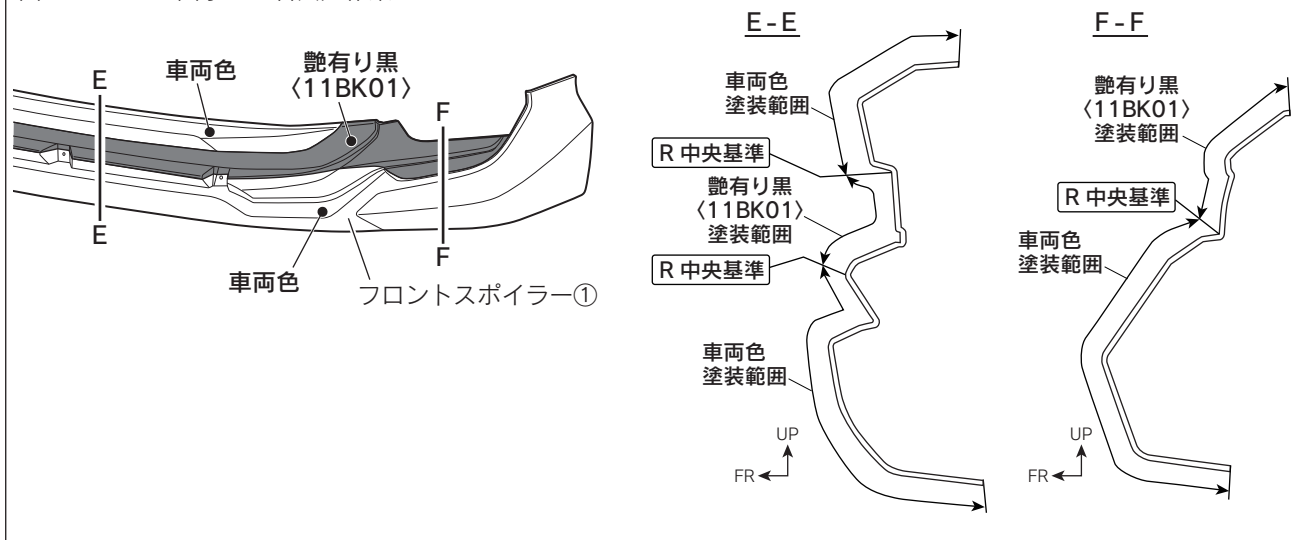 E
車両色
艶有り黒
〈11BK01〉
F
E
F
車両色
フロントスポイラー①
E-E
車両色
塗装範囲
R 中央基準
艶有り黒
〈11BK01〉
塗装範囲
R 中央基準
車両色
塗装範囲
UP
FR
F-F
艶有り黒
〈11BK01〉
塗装範囲
R 中央基準
車両色
塗装範囲
UP
FR